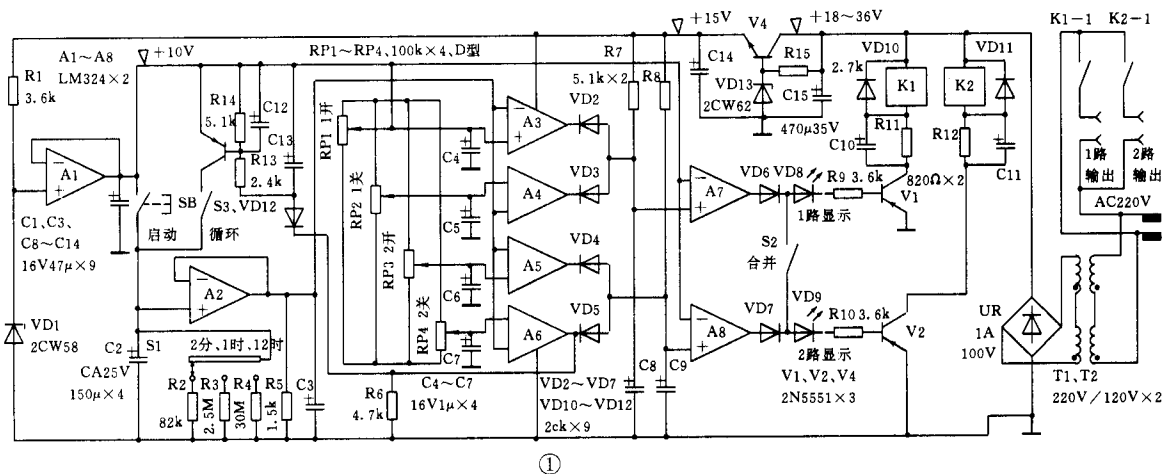 +15V
V4
+18~36V
K1-1
K2-1
A1~A8
LM324×2
+10V
RP1~RP4,100k×4,D型
R7
R8
5.1k×2
C14
R15
VD13
2CW62
C15
470μ35V
VD10
2.7k
K1
K2
VD11
R1
3.6k
R14
5.1k
C12
C13
R13
2.4k
RP1 1开
RP2 1关
RP3 2开
RP4 2关
C4
C5
C6
C7
A3
A4
A5
A6
VD2
VD3
VD4
VD5
C10
R11
R12
C11
820Ω×2
1路
输出
2路
输出
AC220V
A1
SB
启动
S3、VD12
循环
C1、C3、
C8~C14
16V47μ×9
A7
VD6
VD8
R9 3.6k
V1
1路显示
S2
合并
A2
VD1
2CW58
C2
CA25V
150μ×4
S1
2分、1时、12时
R2
82k
R3
2.5M
R4
30M
R5
1.5k
C3
R6
4.7k
C4~C7
16V1μ×4
VD2~VD7
VD10~VD12
2ck×9
C8
C9
A8
VD7
VD9
R10 3.6k
V2
2路显示
V1、V2、V4
2N5551×3
UR
1A
100V
T1、T2
220V/120V×2
①